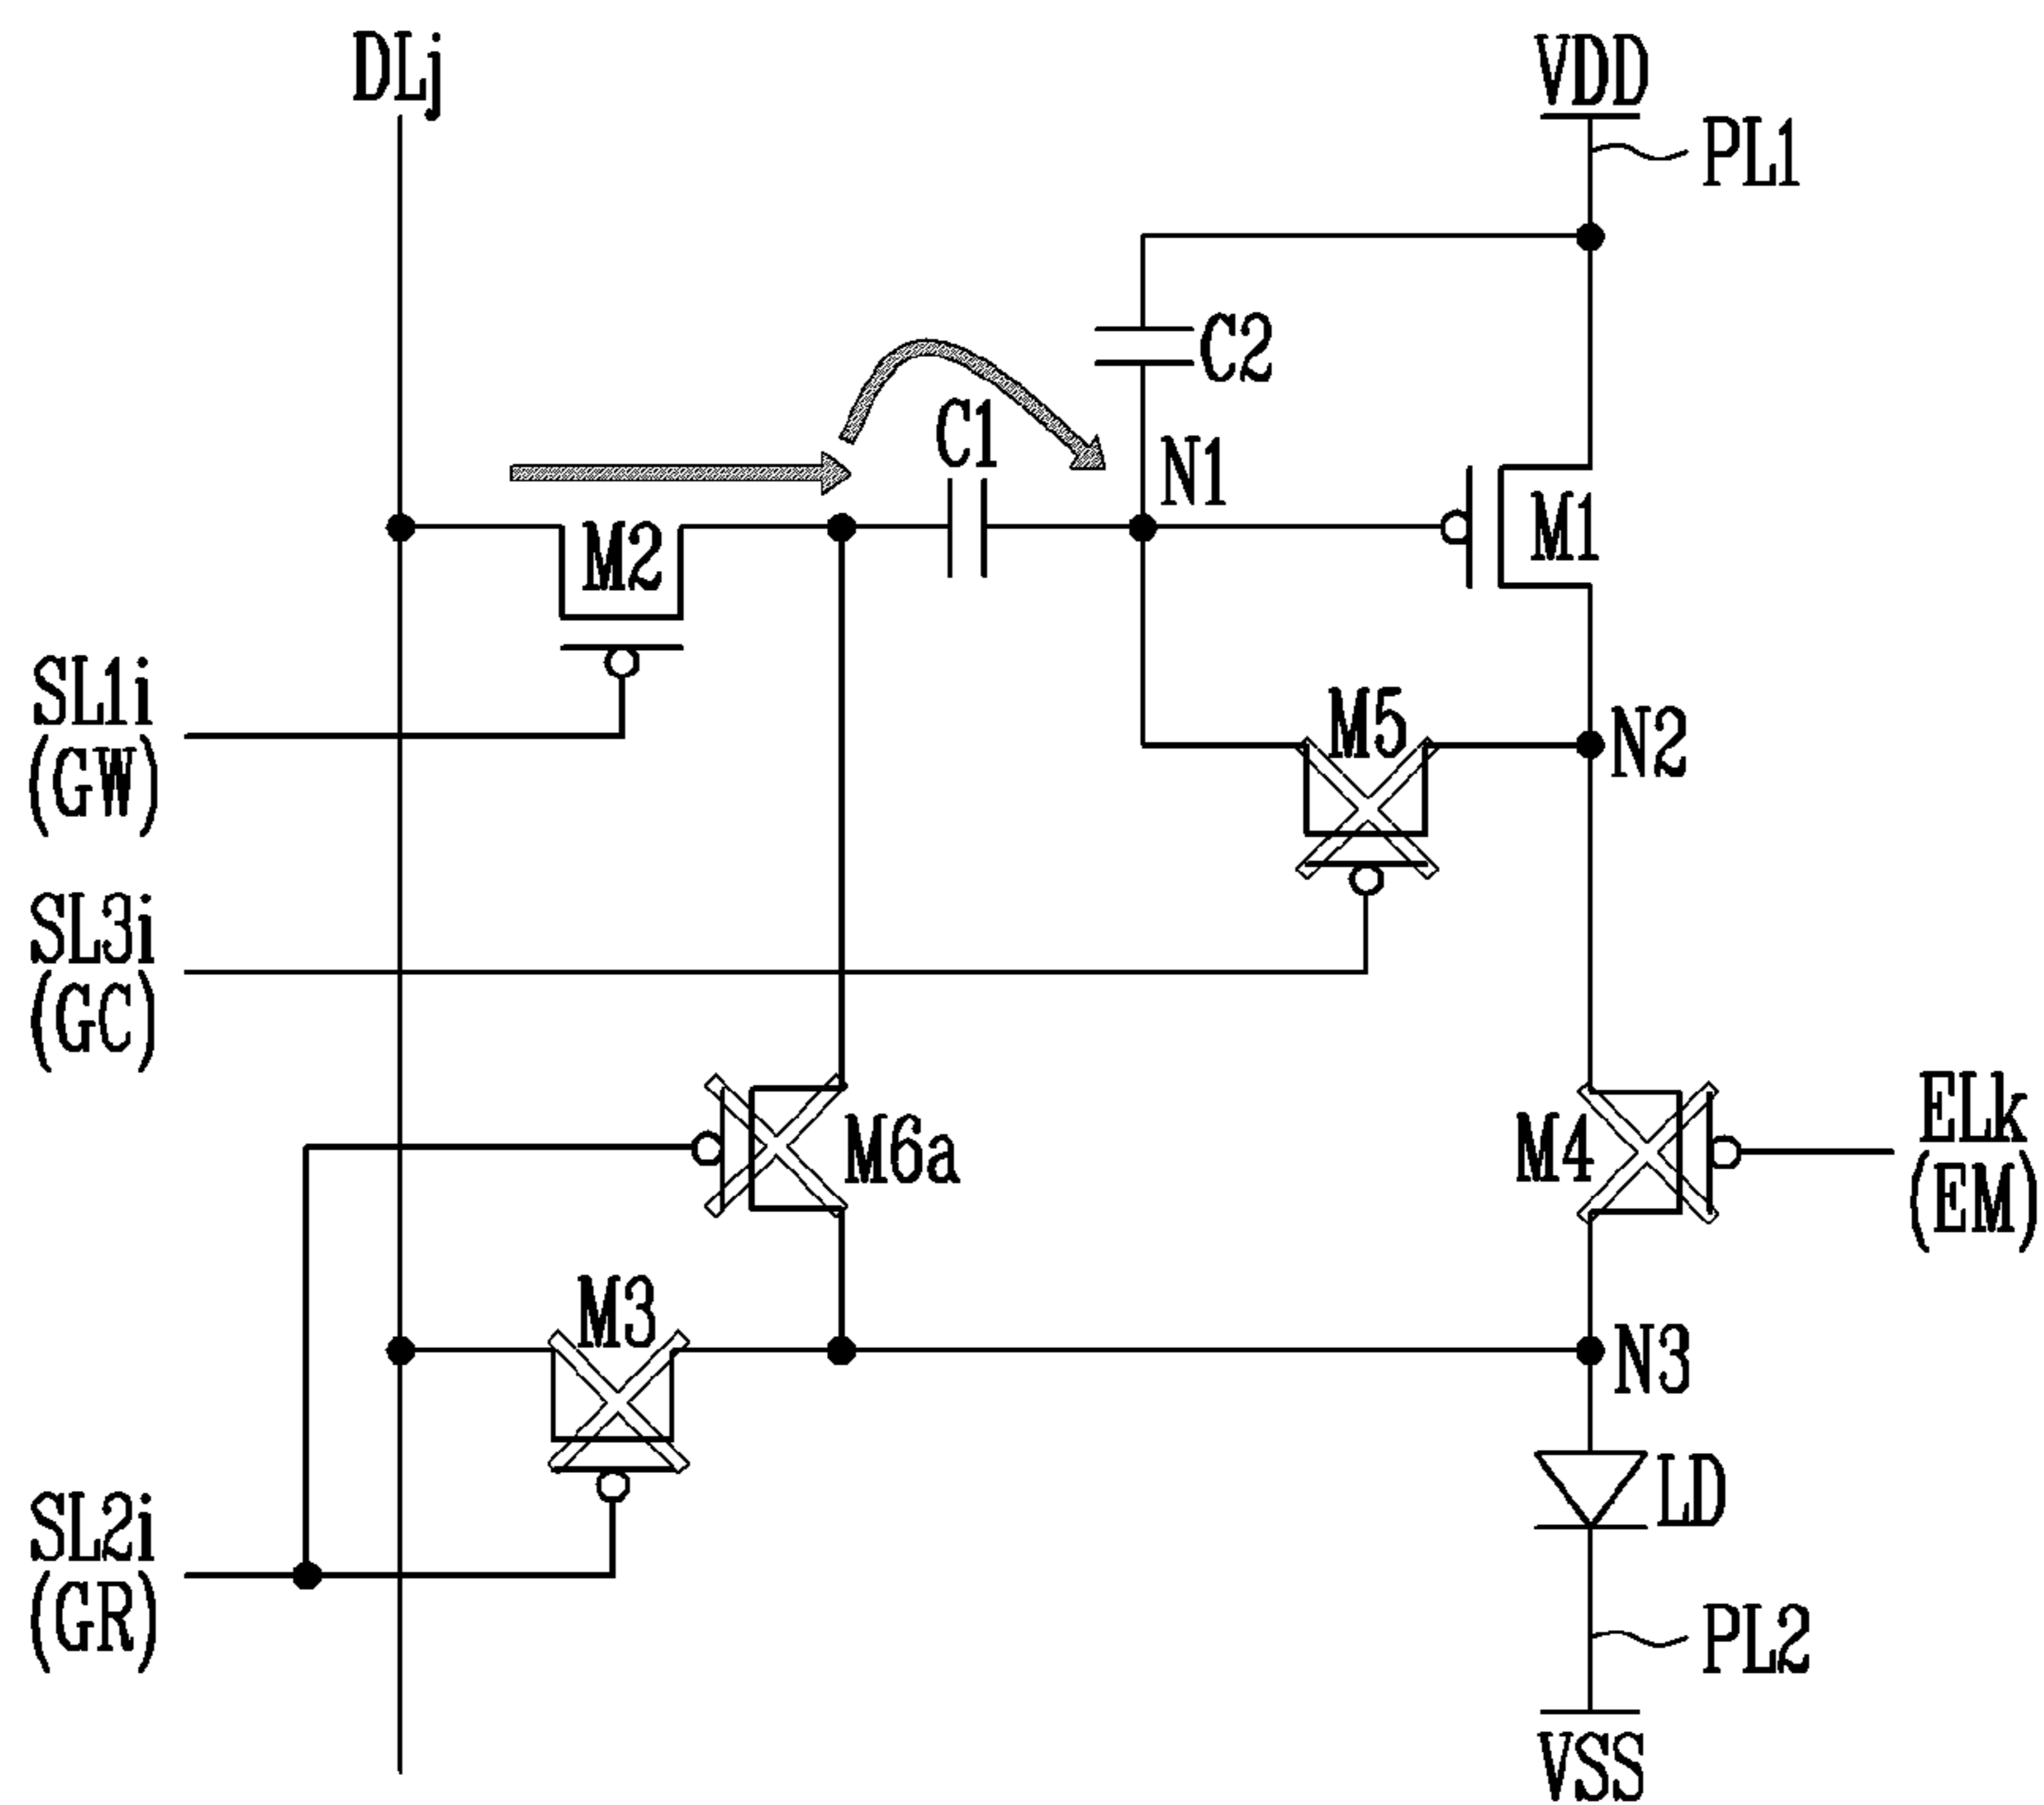 DLj
VDD
PL1
C2
C1
N1
M1
M2
SL1i
(GW)
M5
N2
SL3i
(GC)
M6a
M4
ELk
(EM)
M3
N3
LD
SL2i
(GR)
PL2
VSS